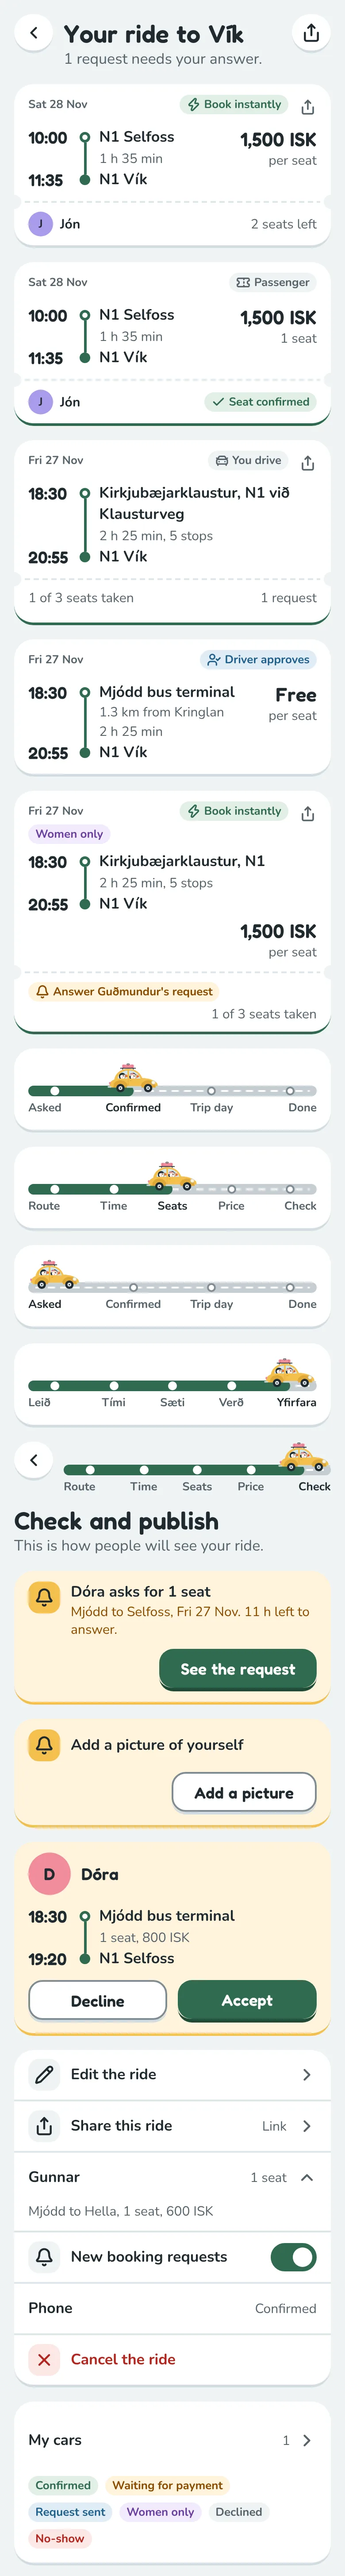 Your ride to Vík
1 request needs your answer.
Sat 28 Nov
Book instantly
10:00 N1 Selfoss 1,500 ISK
1 h 35 min per seat
11:35 N1 Vík
J Jón 2 seats left
Sat 28 Nov
Passenger
10:00 N1 Selfoss 1,500 ISK
1 h 35 min 1 seat
11:35 N1 Vík
J Jón Seat confirmed
Fri 27 Nov
You drive
18:30 Kirkjubæjarklaustur, N1 við
Klausturveg
2 h 25 min, 5 stops
20:55 N1 Vík
1 of 3 seats taken 1 request
Fri 27 Nov
Driver approves
18:30 Mjódd bus terminal Free
1.3 km from Kringlan per seat
2 h 25 min
20:55 N1 Vík
Fri 27 Nov
Book instantly
Women only
18:30 Kirkjubæjarklaustur, N1
2 h 25 min, 5 stops
20:55 N1 Vík
1,500 ISK
per seat
Answer Guðmundur's request
1 of 3 seats taken
Asked Confirmed Trip day Done
Route Time Seats Price Check
Asked Confirmed Trip day Done
Leið Tími Sæti Verð Yfirfara
Route Time Seats Price Check
Check and publish
This is how people will see your ride.
Dóra asks for 1 seat
Mjódd to Selfoss, Fri 27 Nov. 11 h left to
answer.
See the request
Add a picture of yourself
Add a picture
D Dóra
18:30 Mjódd bus terminal
1 seat, 800 ISK
19:20 N1 Selfoss
Decline Accept
Edit the ride
Share this ride Link
Gunnar 1 seat
Mjódd to Hella, 1 seat, 600 ISK
New booking requests
Phone Confirmed
Cancel the ride
My cars 1
Confirmed Waiting for payment
Request sent Women only Declined
No-show